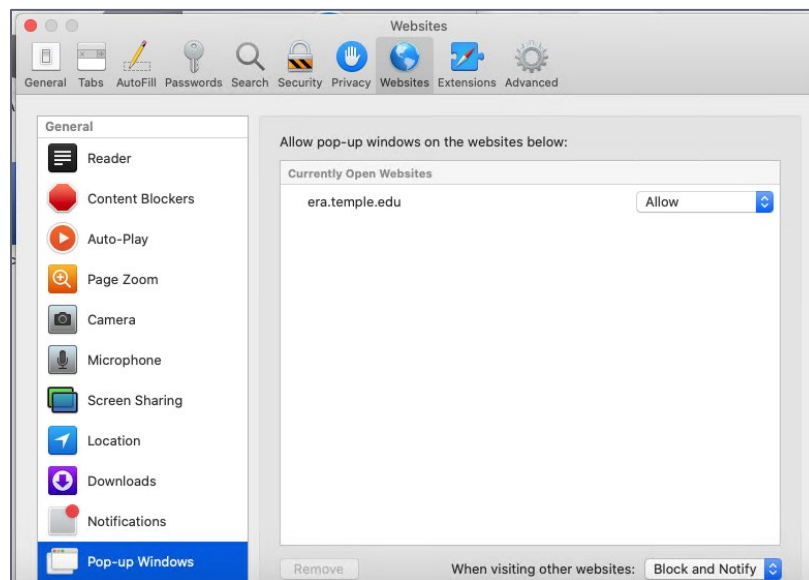 Websites
General Tabs AutoFill Passwords Search Security Privacy Websites Extensions Advanced
General
Reader
Content Blockers
Auto-Play
Page Zoom
Camera
Microphone
Screen Sharing
Location
Downloads
Notifications
Pop-up Windows
Allow pop-up windows on the websites below:
Currently Open Websites
era.temple.edu Allow
Remove When visiting other websites: Block and Notify